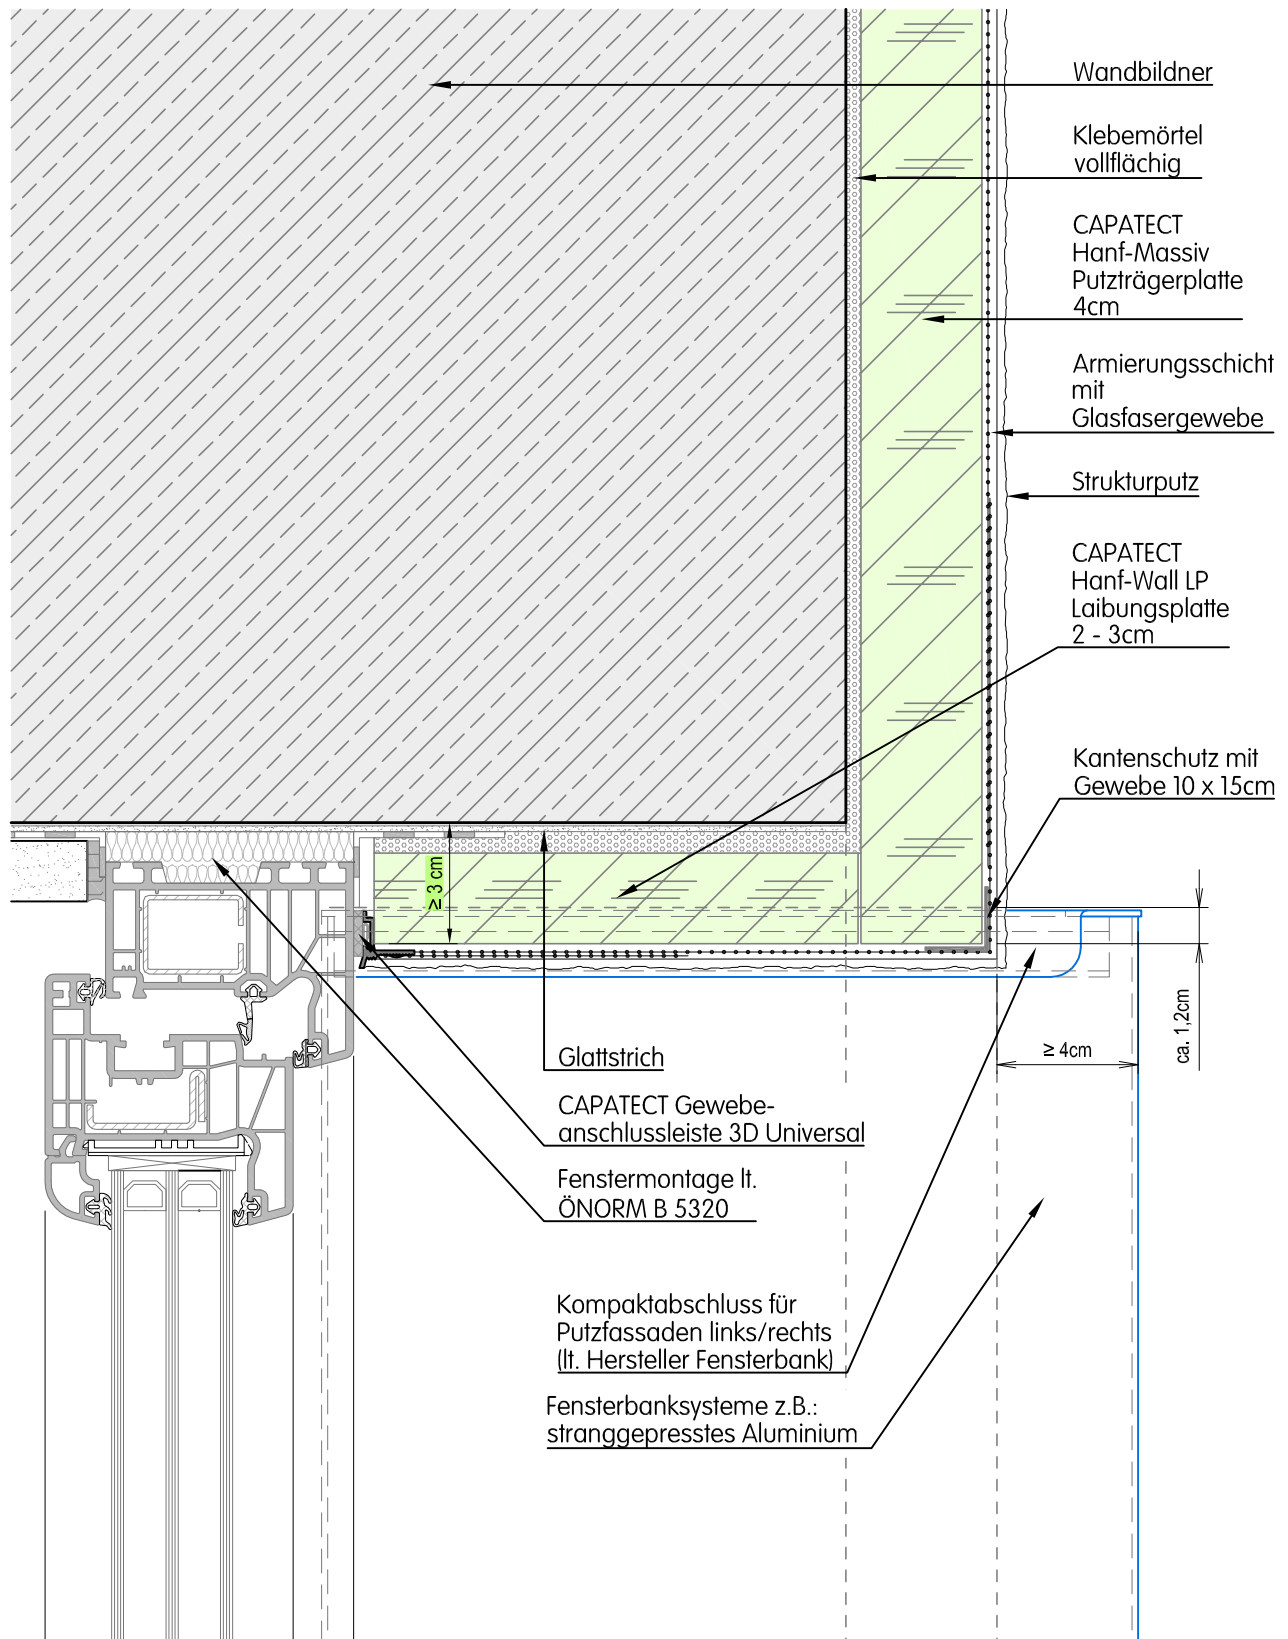 Wandbildner
Klebemörtel
vollflächig
CAPATECT
Hanf-Massiv
Putzträgerplatte
4cm
Armierungsschicht
mit
Glasfasergewebe
Strukturputz
CAPATECT
Hanf-Wall LP
Laibungsplatte
2 - 3cm
Kantenschutz mit
Gewebe 10 x 15cm
≥ 3 cm
ca. 1,2cm
≥ 4cm
Glattstrich
CAPATECT Gewebe-
anschlussleiste 3D Universal
Fenstermontage lt.
ÖNORM B 5320
Kompaktabschluss für
Putzfassaden links/rechts
(lt. Hersteller Fensterbank)
Fensterbanksysteme z.B.:
stranggepresstes Aluminium